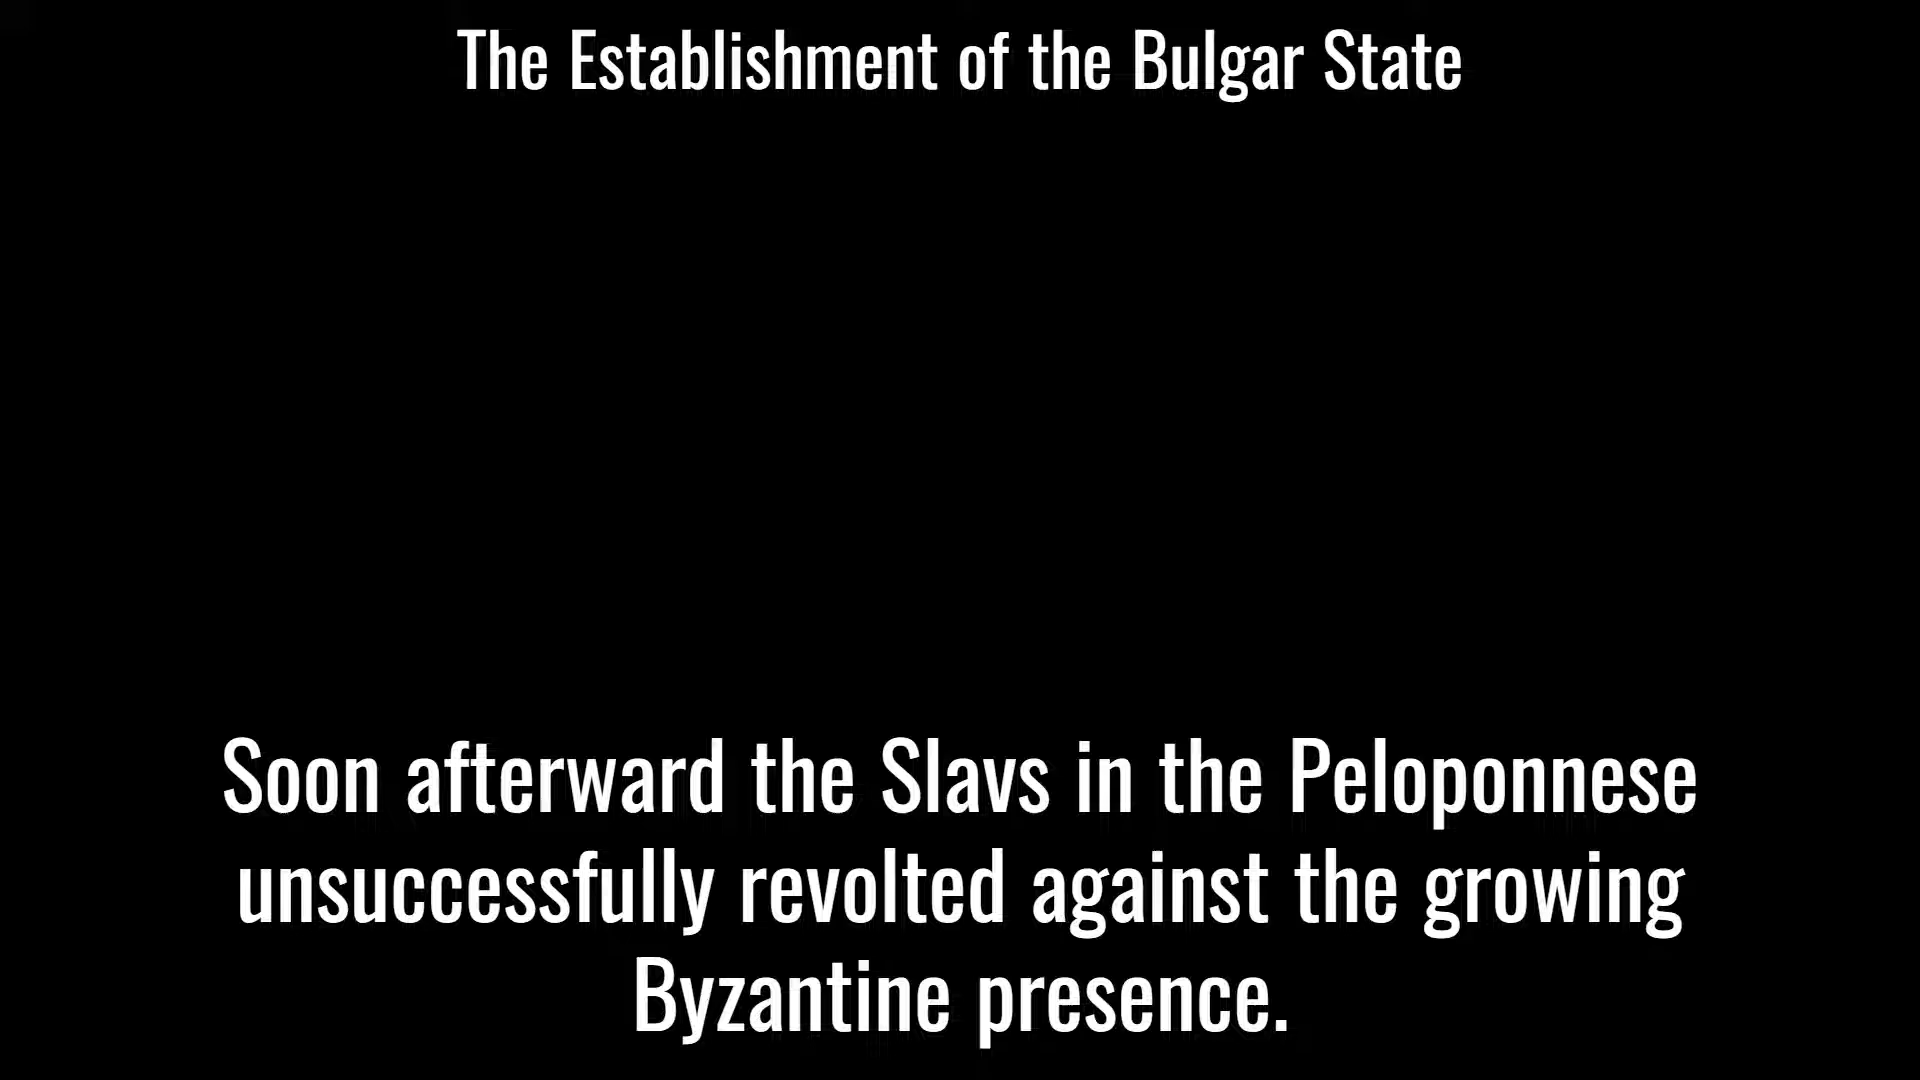 The Establishment of the Bulgar State
Soon afterward the Slavs in the Peloponnese
unsuccessfully revolted against the growing
Byzantine presence.